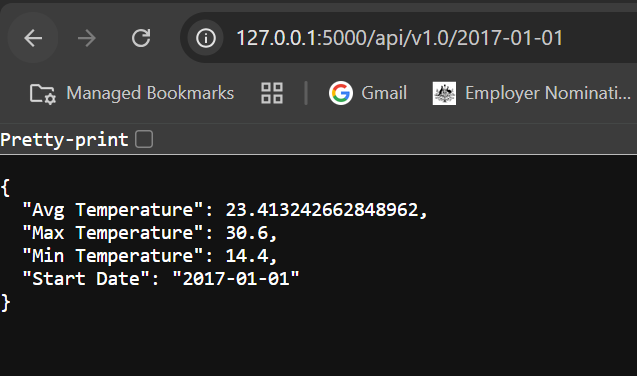 127.0.0.1:5000/api/v1.0/2017-01-01
Managed Bookmarks Gmail Employer Nominati...
Pretty-print
{
"Avg Temperature": 23.413242662848962,
"Max Temperature": 30.6,
"Min Temperature": 14.4,
"Start Date": "2017-01-01"
}